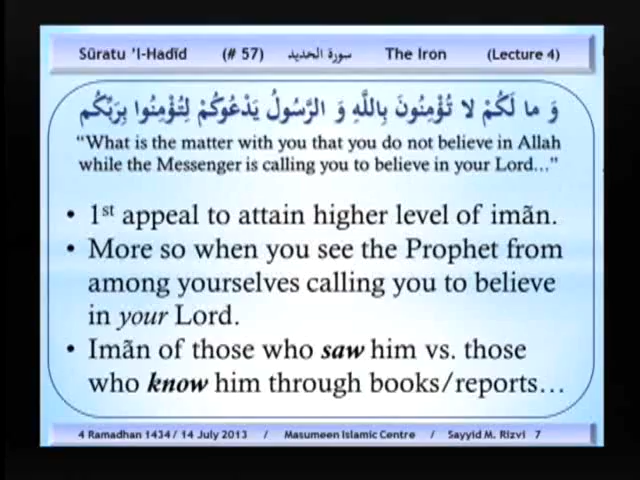 Sūratu 'l-Hadīd (# 57) سورة الحديد The Iron (Lecture 4)
وَ ما لَكُمْ لا تُؤْمِنُونَ بِاللَّهِ وَ الرَّسُولُ يَدْعُوكُمْ لِتُؤْمِنُوا بِرَبِّكُم
“What is the matter with you that you do not believe in Allah
while the Messenger is calling you to believe in your Lord...”
• 1st appeal to attain higher level of imãn.
• More so when you see the Prophet from
among yourselves calling you to believe
in your Lord.
• Imãn of those who saw him vs. those
who know him through books/reports...
4 Ramadhan 1434/ 14 July 2013 / Masumeen Islamic Centre / Sayyid M. Rizvi 7